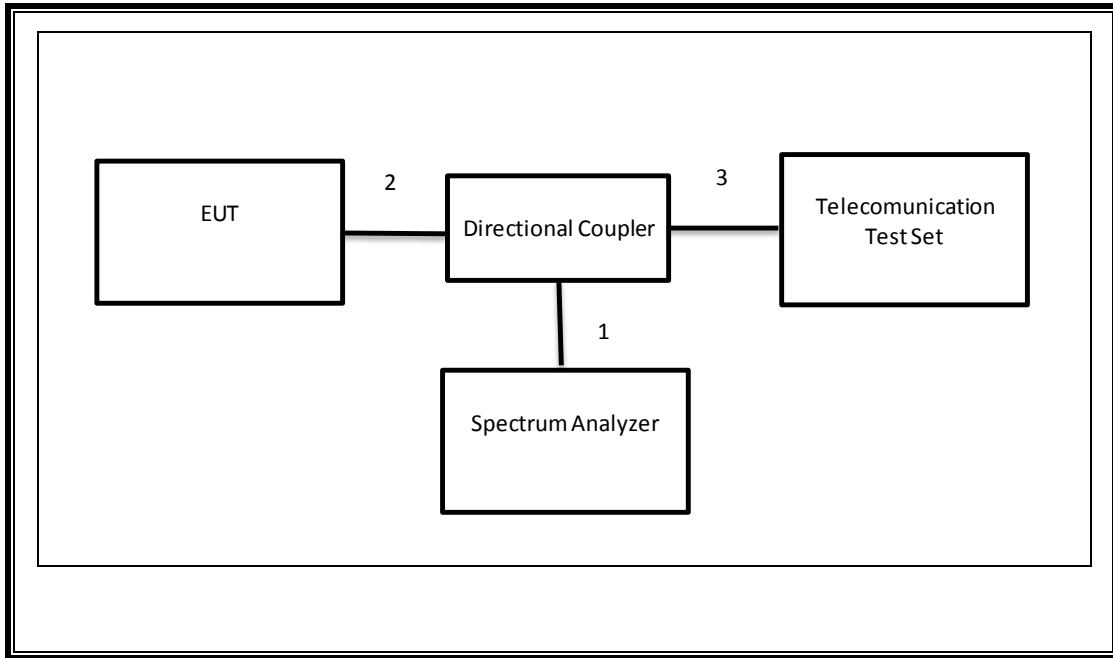 EUT
2
Directional Coupler
3
Telecomunication
Test Set
1
Spectrum Analyzer